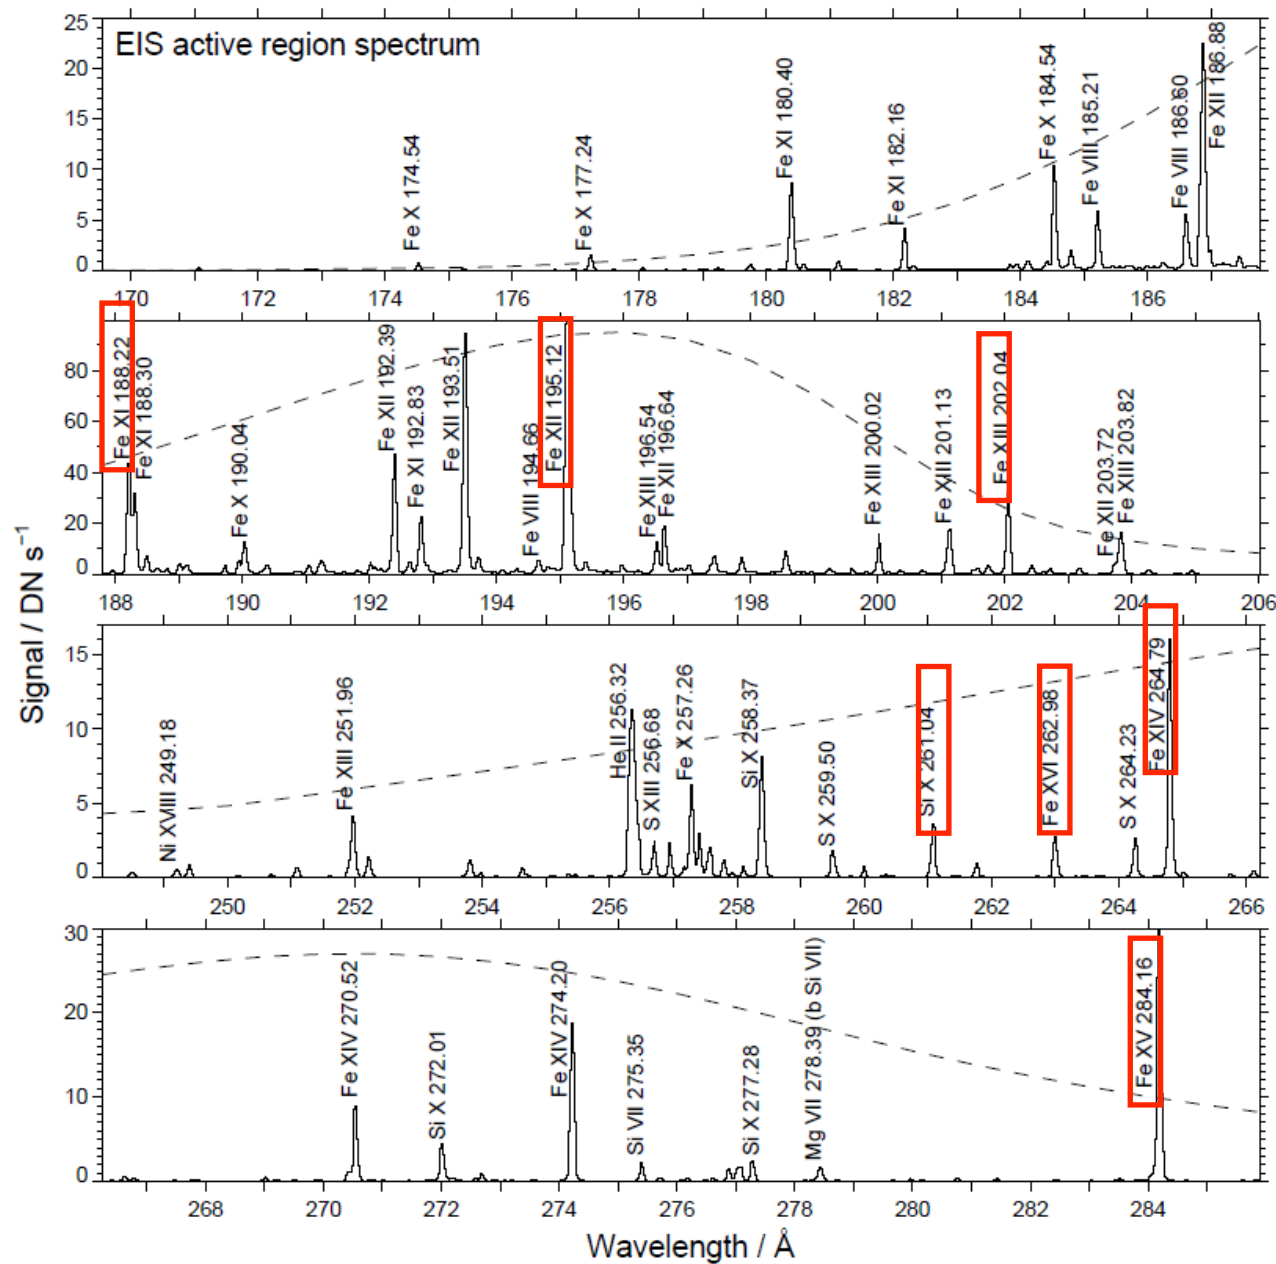 EIS active region spectrum
25
20
15
10
5
0
Fe X 174.54
Fe X 177.24
Fe XI 180.40
Fe XI 182.16
Fe X 184.54
Fe VIII 185.21
Fe VIII 186.60
Fe XII 186.88
170 172 174 176 178 180 182 184 186
80
60
40
20
0
Fe XI 188.22
Fe XI 188.30
Fe X 190.04
Fe XII 192.39
Fe XI 192.83
Fe XII 193.51
Fe VIII 194.66
Fe XII 195.12
Fe XIII 196.54
Fe XII 196.64
Fe XIII 200.02
Fe XIII 201.13
Fe XIII 202.04
Fe XII 203.72
Fe XIII 203.82
188 190 192 194 196 198 200 202 204 206
Signal / DN s⁻¹
15
10
5
0
Ni XVIII 249.18
Fe XIII 251.96
He II 256.32
S XIII 256.68
Fe X 257.26
Si X 258.37
S X 259.50
Si X 261.04
Fe XVI 262.98
S X 264.23
Fe XIV 264.79
250 252 254 256 258 260 262 264 266
30
20
10
0
Fe XIV 270.52
Si X 272.01
Fe XIV 274.20
Si VII 275.35
Si X 277.28
Mg VII 278.39 (b Si VII)
Fe XV 284.16
268 270 272 274 276 278 280 282 284
Wavelength / Å